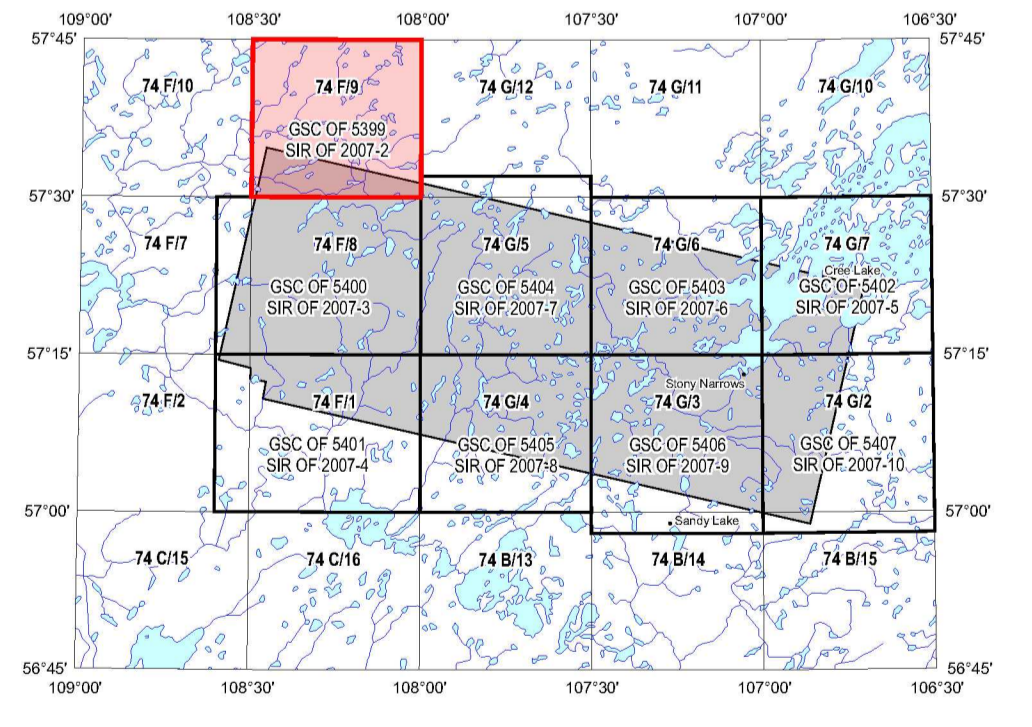 109°00' 108°30' 108°00' 107°30' 107°00' 106°30'
57°45' 57°45'
74 F/10 74 F/9 74 G/12 74 G/11 74 G/10
GSC OF 5399
SIR OF 2007-2
57°30' 57°30'
74 F/7 74 F/8 74 G/5 74 G/6 74 G/7
Cree Lake
GSC OF 5400 GSC OF 5404 GSC OF 5403 GSC OF 5402
SIR OF 2007-3 SIR OF 2007-7 SIR OF 2007-6 SIR OF 2007-5
57°15' 57°15'
Stony Narrows
74 F/2 74 F/1 74 G/4 74 G/3 74 G/2
GSC OF 5401 GSC OF 5405 GSC OF 5406 GSC OF 5407
SIR OF 2007-4 SIR OF 2007-8 SIR OF 2007-9 SIR OF 2007-10
57°00' 57°00'
Sandy Lake
74 C/15 74 C/16 74 B/13 74 B/14 74 B/15
56°45' 56°45'
109°00' 108°30' 108°00' 107°30' 107°00' 106°30'